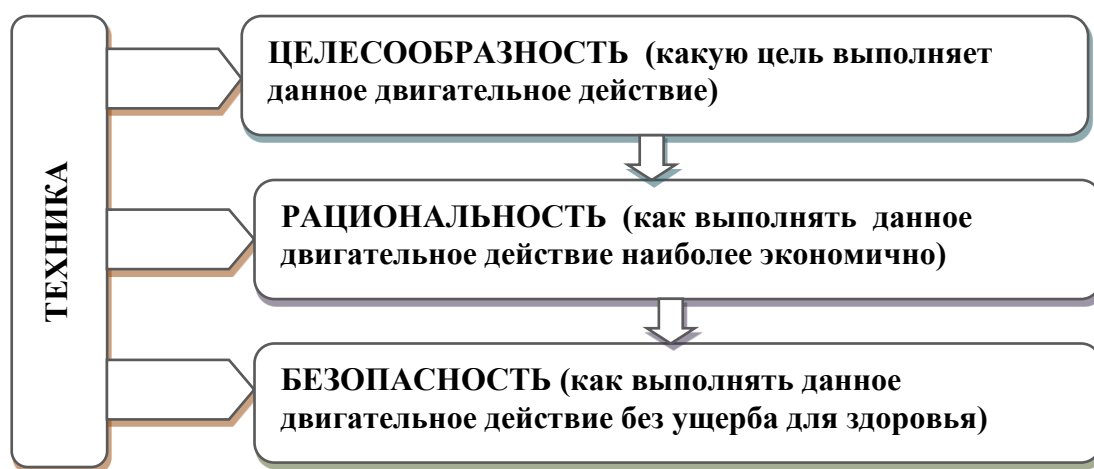 ТЕХНИКА
ЦЕЛЕСООБРАЗНОСТЬ (какую цель выполняет
данное двигательное действие)
РАЦИОНАЛЬНОСТЬ (как выполнять данное
двигательное действие наиболее экономично)
БЕЗОПАСНОСТЬ (как выполнять данное
двигательное действие без ущерба для здоровья)